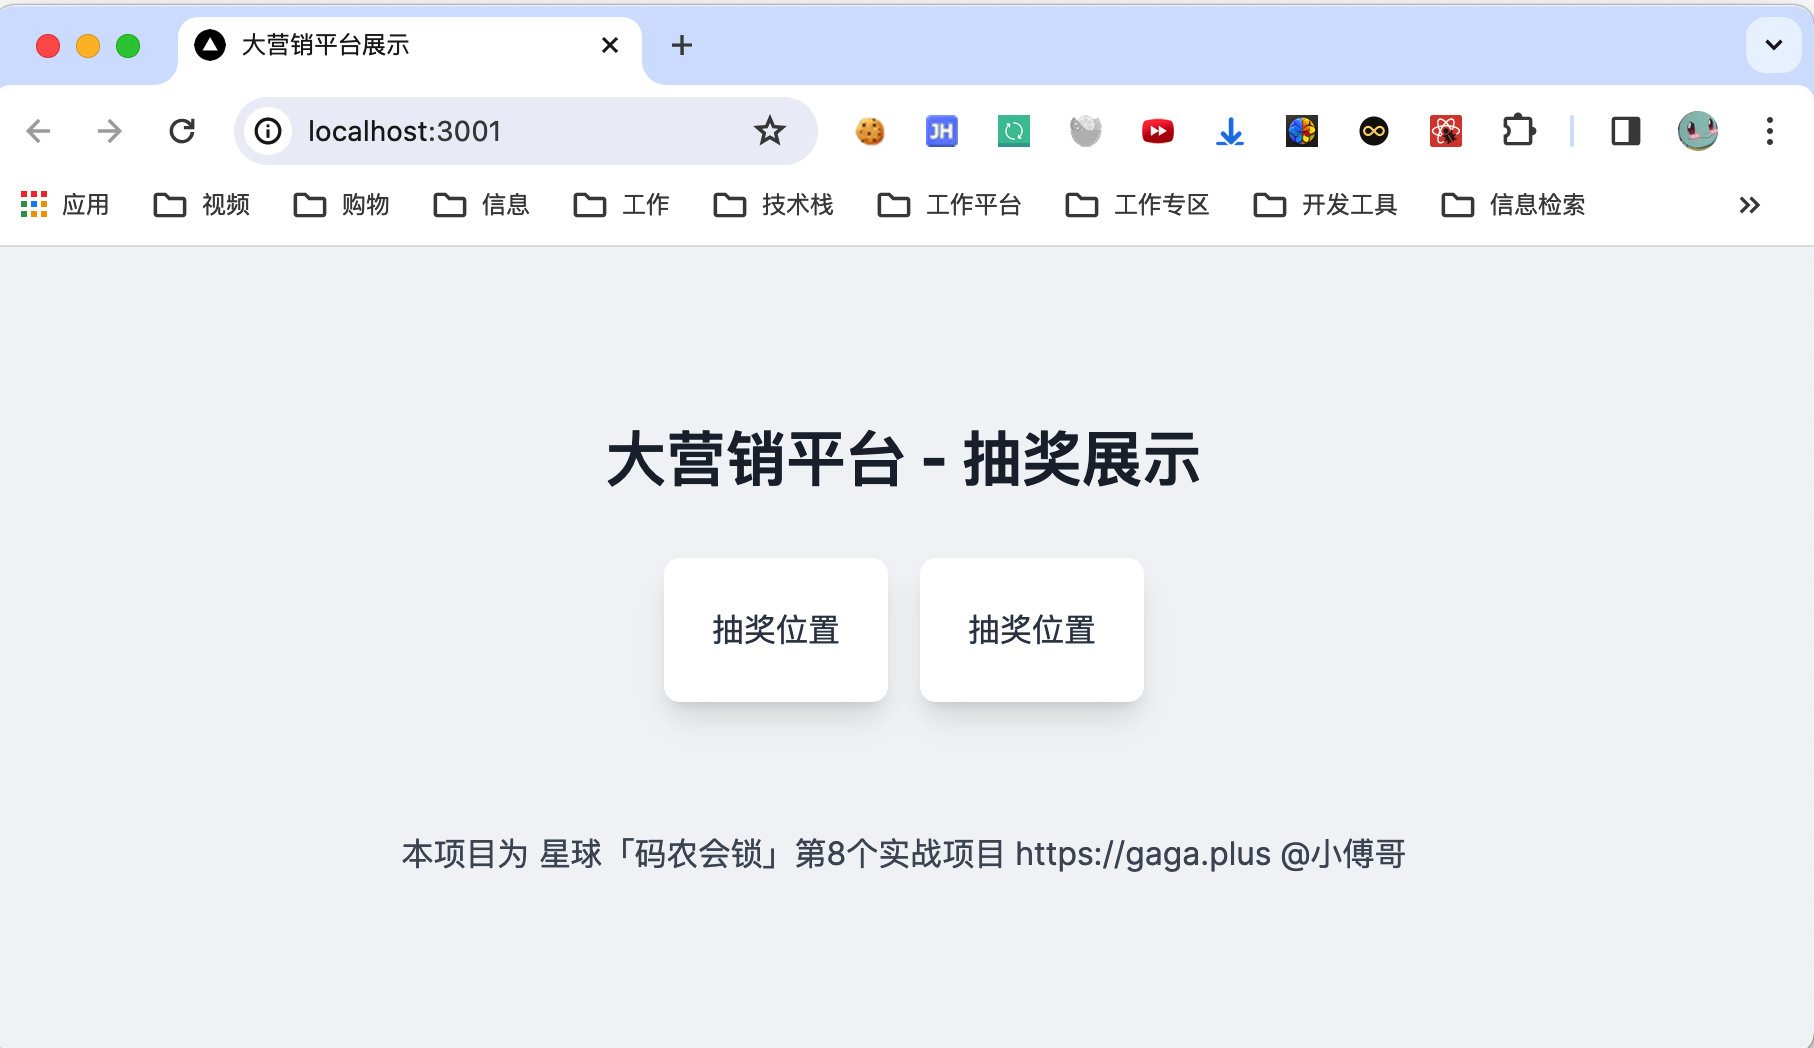 大营销平台展示
localhost:3001
JH
应用 视频 购物 信息 工作 技术栈 工作平台 工作专区 开发工具 信息检索
大营销平台 - 抽奖展示
抽奖位置 抽奖位置
本项目为 星球「码农会锁」第8个实战项目 https://gaga.plus @小傅哥